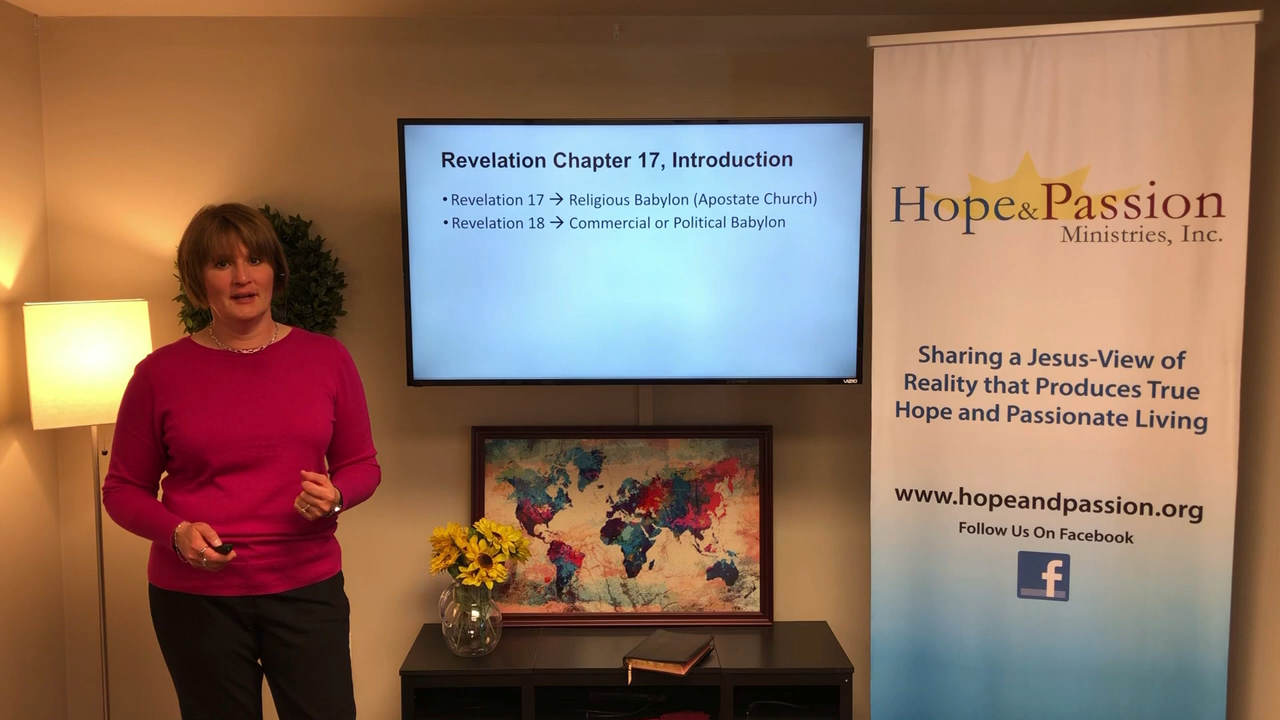 Revelation Chapter 17, Introduction
• Revelation 17 → Religious Babylon (Apostate Church)
• Revelation 18 → Commercial or Political Babylon
VIZIO
Hope&Passion
Ministries, Inc.
Sharing a Jesus-View of
Reality that Produces True
Hope and Passionate Living
www.hopeandpassion.org
Follow Us On Facebook
f